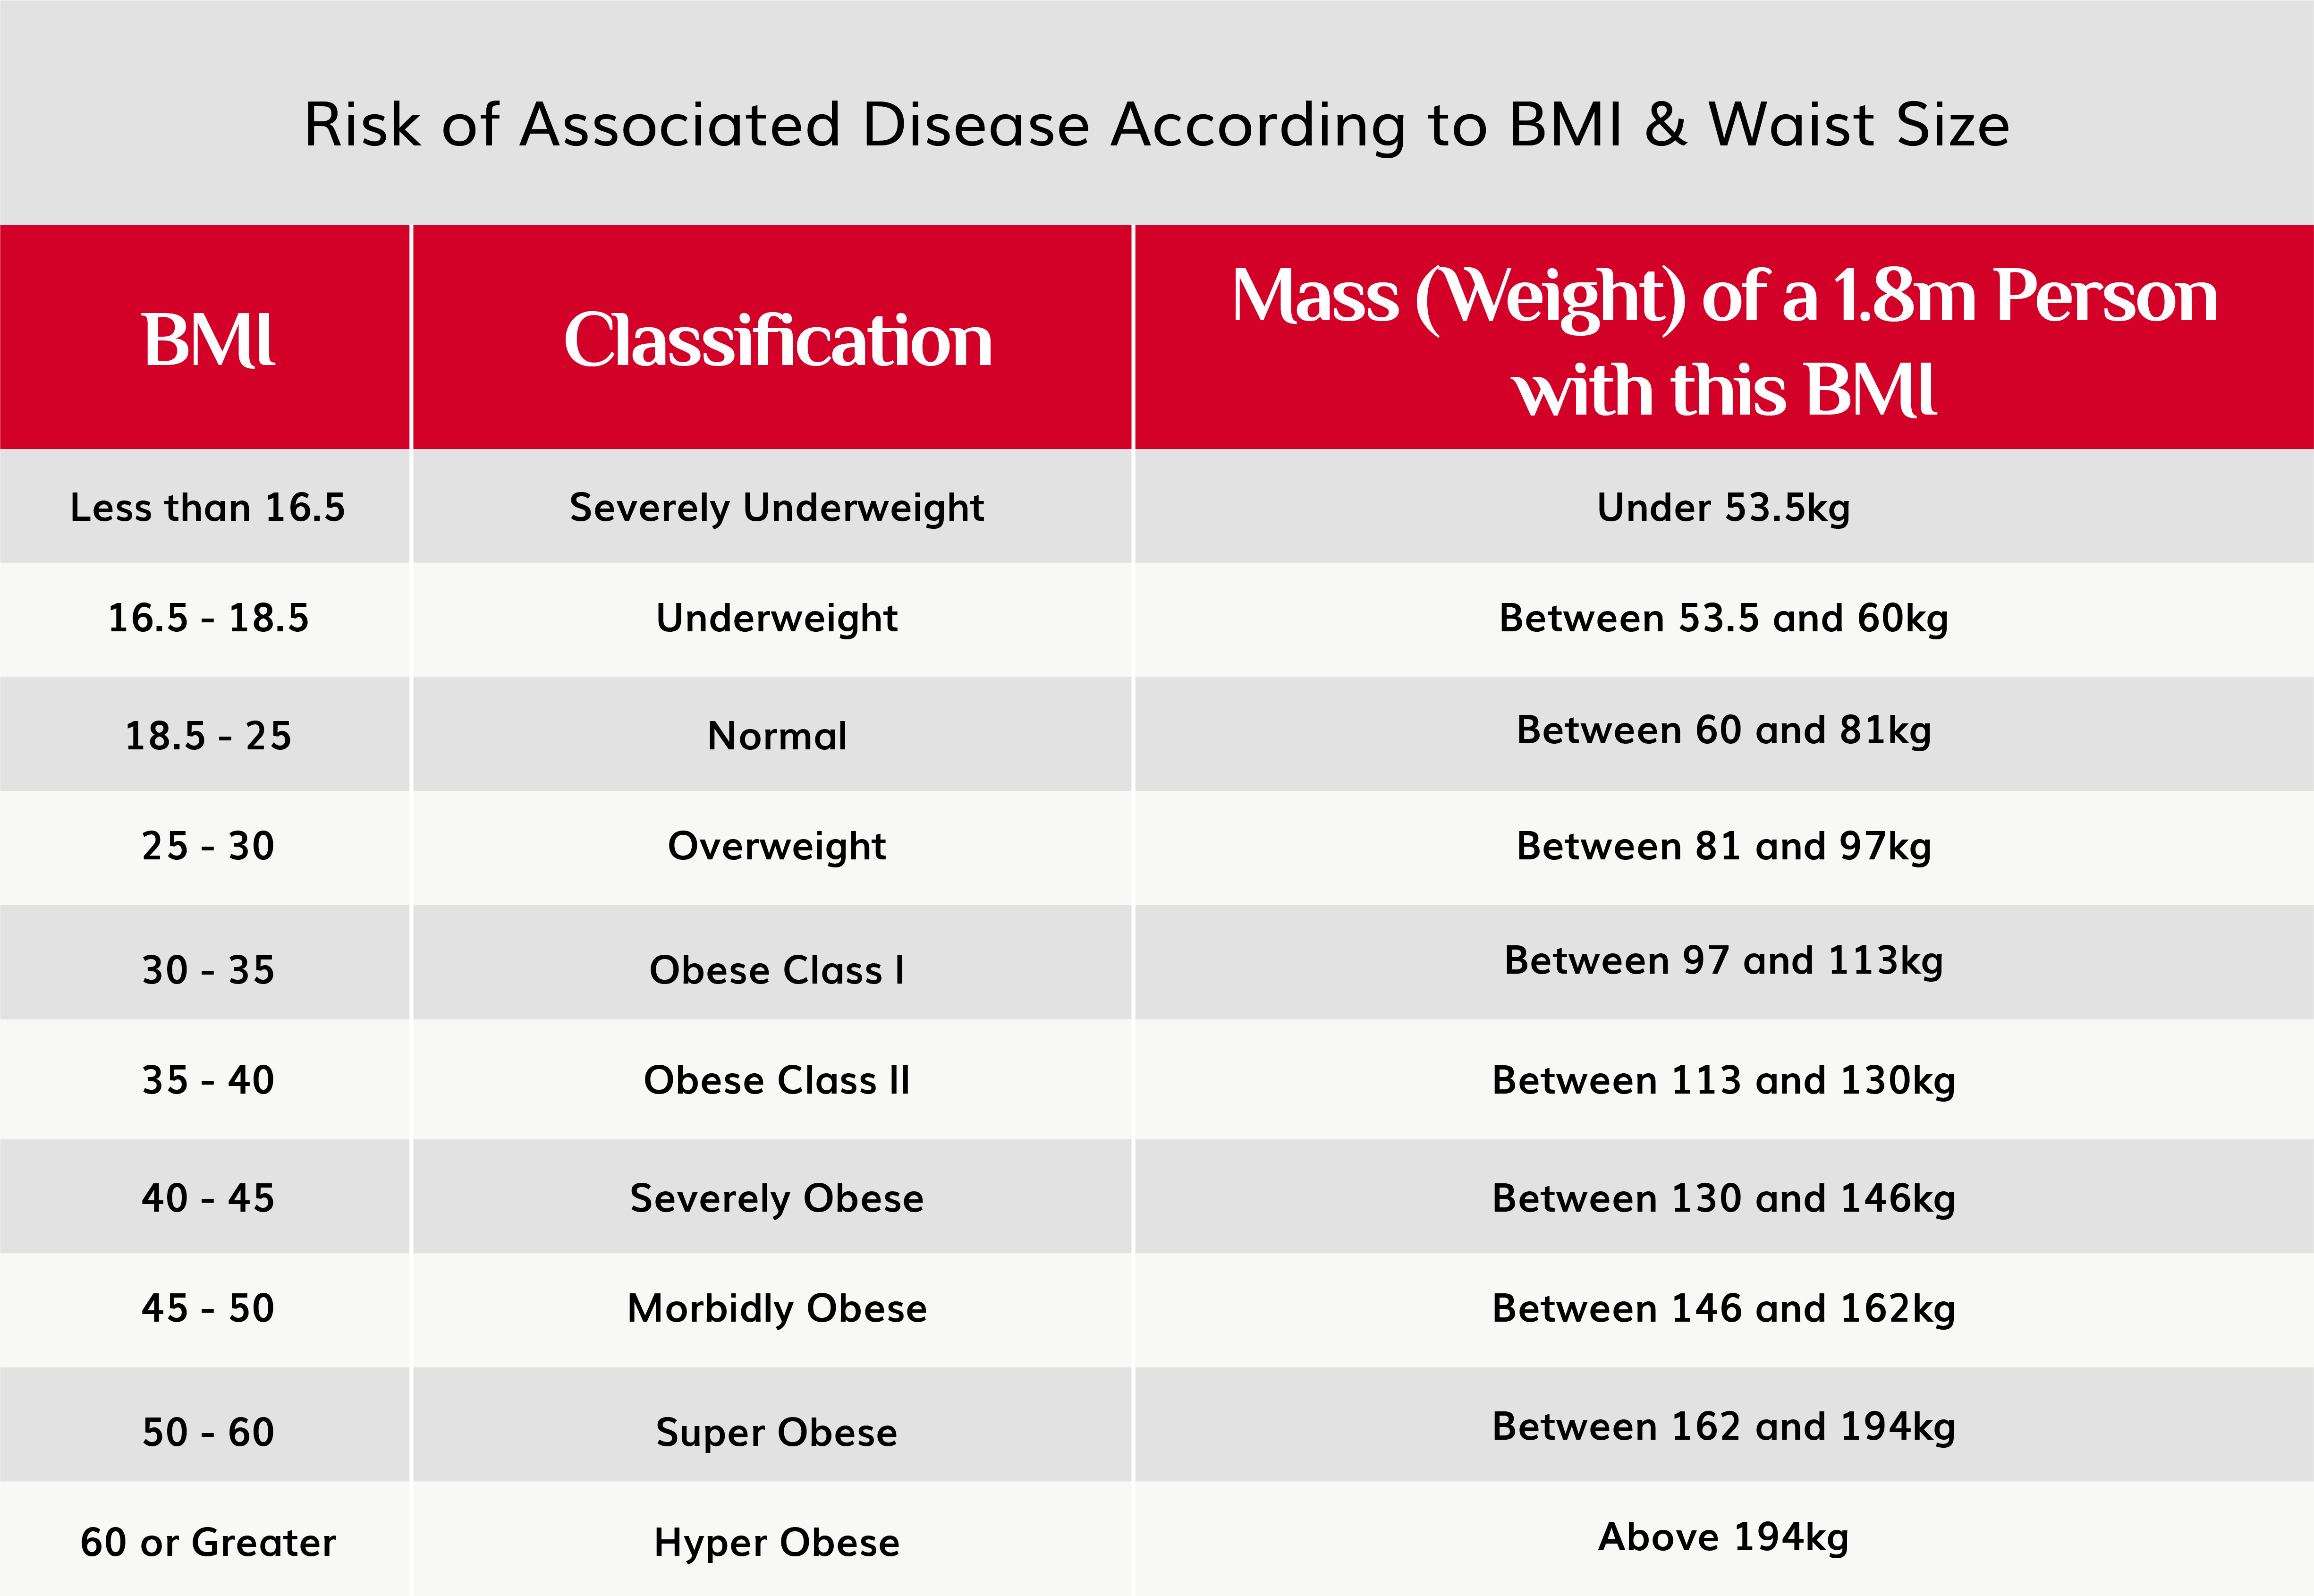 Risk of Associated Disease According to BMI & Waist Size
BMI
Classification
Mass (Weight) of a 1.8m Person
with this BMI
Less than 16.5 Severely Underweight Under 53.5kg
16.5 - 18.5 Underweight Between 53.5 and 60kg
18.5 - 25 Normal Between 60 and 81kg
25 - 30 Overweight Between 81 and 97kg
30 - 35 Obese Class I Between 97 and 113kg
35 - 40 Obese Class II Between 113 and 130kg
40 - 45 Severely Obese Between 130 and 146kg
45 - 50 Morbidly Obese Between 146 and 162kg
50 - 60 Super Obese Between 162 and 194kg
60 or Greater Hyper Obese Above 194kg